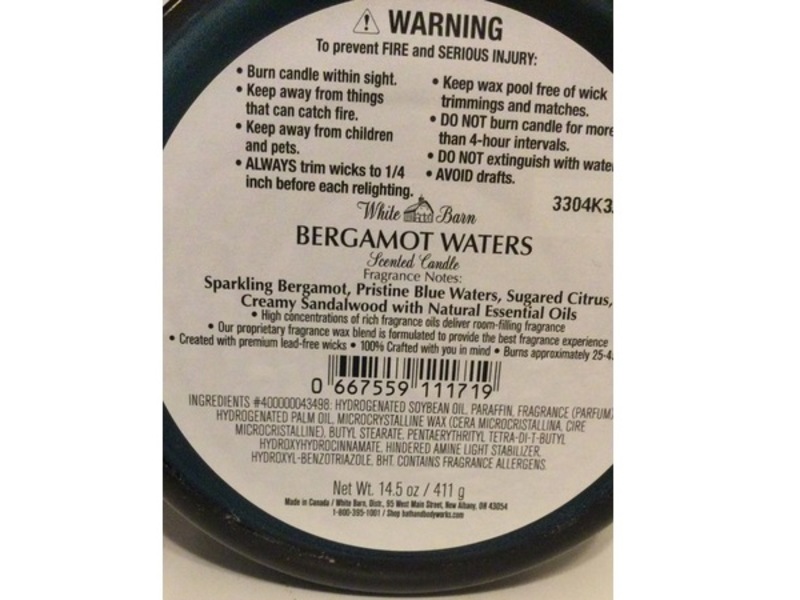 WARNING
To prevent FIRE and SERIOUS INJURY:
• Burn candle within sight.
• Keep away from things
that can catch fire.
• Keep away from children
and pets.
• ALWAYS trim wicks to 1/4
inch before each relighting.
• Keep wax pool free of wick
trimmings and matches.
• DO NOT burn candle for more
than 4-hour intervals.
• DO NOT extinguish with wate
• AVOID drafts.
3304K3
White Barn
BERGAMOT WATERS
Scented Candle
Fragrance Notes:
Sparkling Bergamot, Pristine Blue Waters, Sugared Citrus,
Creamy Sandalwood with Natural Essential Oils
• High concentrations of rich fragrance oils deliver room-filling fragrance
• Our proprietary fragrance wax blend is formulated to provide the best fragrance experience
• Created with premium lead-free wicks • 100% Crafted with you in mind • Burns approximately 25-4
0 667559 111719
INGREDIENTS #400000043498: HYDROGENATED SOYBEAN OIL, PARAFFIN, FRAGRANCE (PARFUM)
HYDROGENATED PALM OIL, MICROCRYSTALLINE WAX (CERA MICROCRISTALLINA, CIRE
MICROCRISTALLINE), BUTYL STEARATE, PENTAERYTHRITYL TETRA-DI-T-BUTYL
HYDROXYHYDROCINNAMATE, HINDERED AMINE LIGHT STABILIZER,
HYDROXYL-BENZOTRIAZOLE, BHT. CONTAINS FRAGRANCE ALLERGENS.
Net Wt. 14.5 oz / 411 g
Made in Canada / White Barn, Distr., 95 West Main Street, New Albany, OH 43054
1-800-395-1001 / Shop bathandbodyworks.com